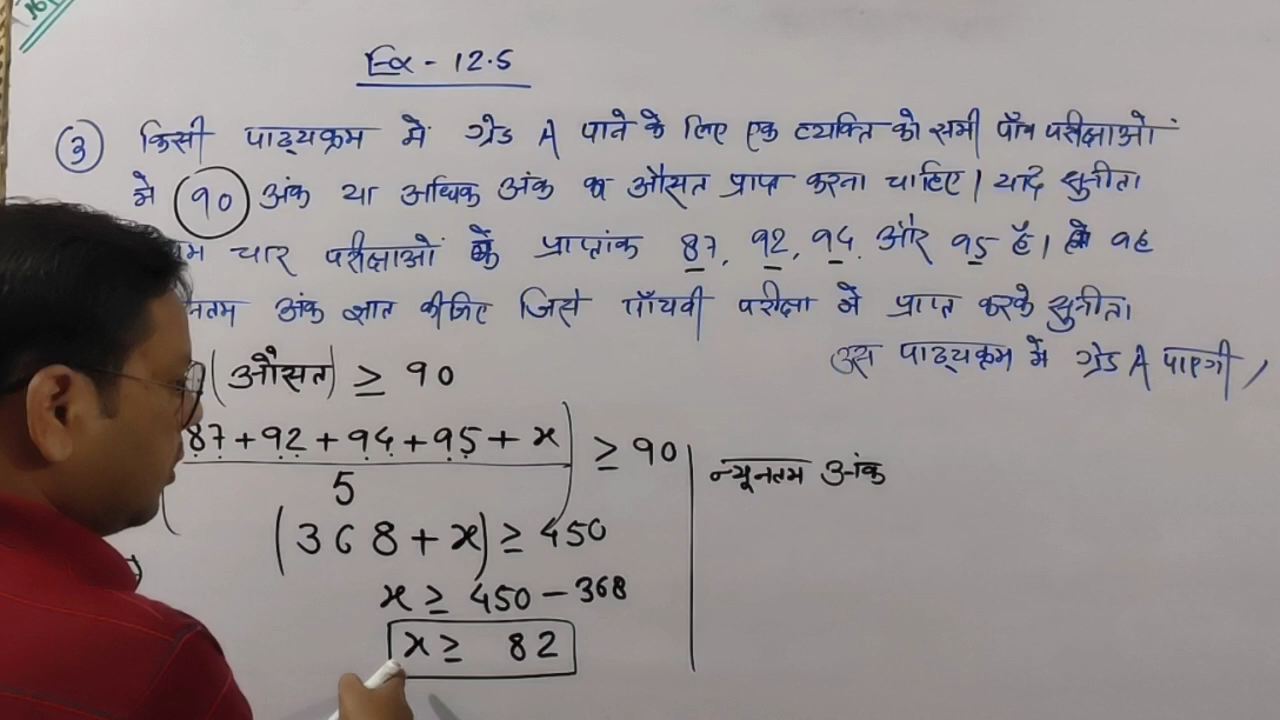 Ex - 12.5
③ किसी पाठ्यक्रम में ग्रेड A पाने के लिए एक व्यक्ति को सभी पाँच परीक्षाओं
में 90 अंक या अधिक अंक का औसत प्राप्त करना चाहिए। यदि सुनीता
चार परीक्षाओं के प्राप्तांक 87, 92, 94 और 95 हैं। तो वह
अंक ज्ञात कीजिए जिसे पाँचवी परीक्षा में प्राप्त करके सुनीता
उस पाठ्यक्रम में ग्रेड A पाएगी,
(औसत) ≥ 90
87 + 92 + 94 + 95 + x) ≥ 90
5
(368 + x) ≥ 450
x ≥ 450 - 368
x ≥ 82
न्यूनतम अंक